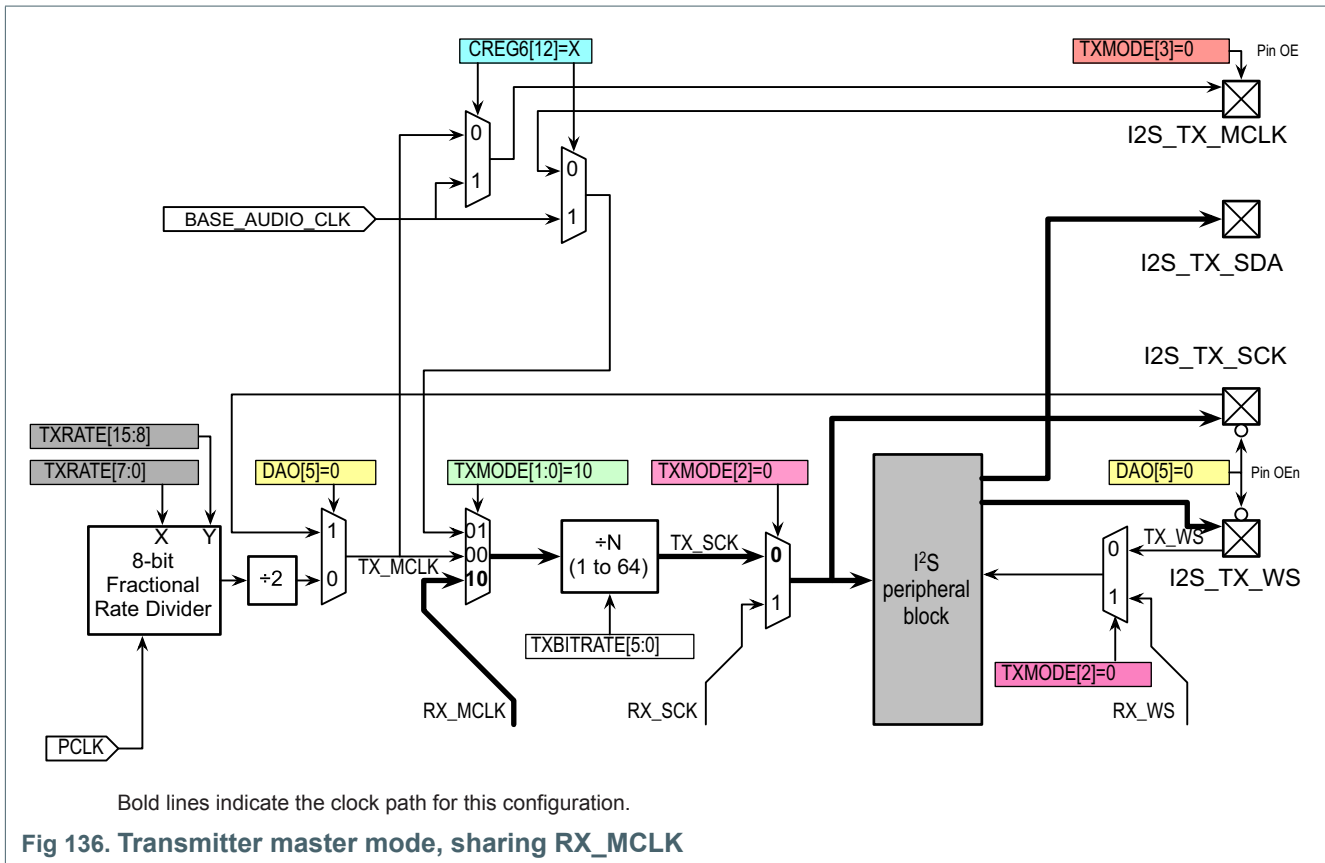 CREG6[12]=X
TXMODE[3]=0
Pin OE
0
1
0
1
I2S_TX_MCLK
BASE_AUDIO_CLK
I2S_TX_SDA
I2S_TX_SCK
TXRATE[15:8]
TXRATE[7:0]
DAO[5]=0
TXMODE[1:0]=10
TXMODE[2]=0
DAO[5]=0
Pin OEn
X
Y
8-bit
Fractional
Rate Divider
÷2
1
0
TX_MCLK
01
00
10
÷N
(1 to 64)
TX_SCK
0
1
I²S
peripheral
block
0
1
TX_WS
I2S_TX_WS
TXBITRATE[5:0]
TXMODE[2]=0
RX_MCLK
RX_SCK
RX_WS
PCLK
Bold lines indicate the clock path for this configuration.
Fig 136. Transmitter master mode, sharing RX_MCLK